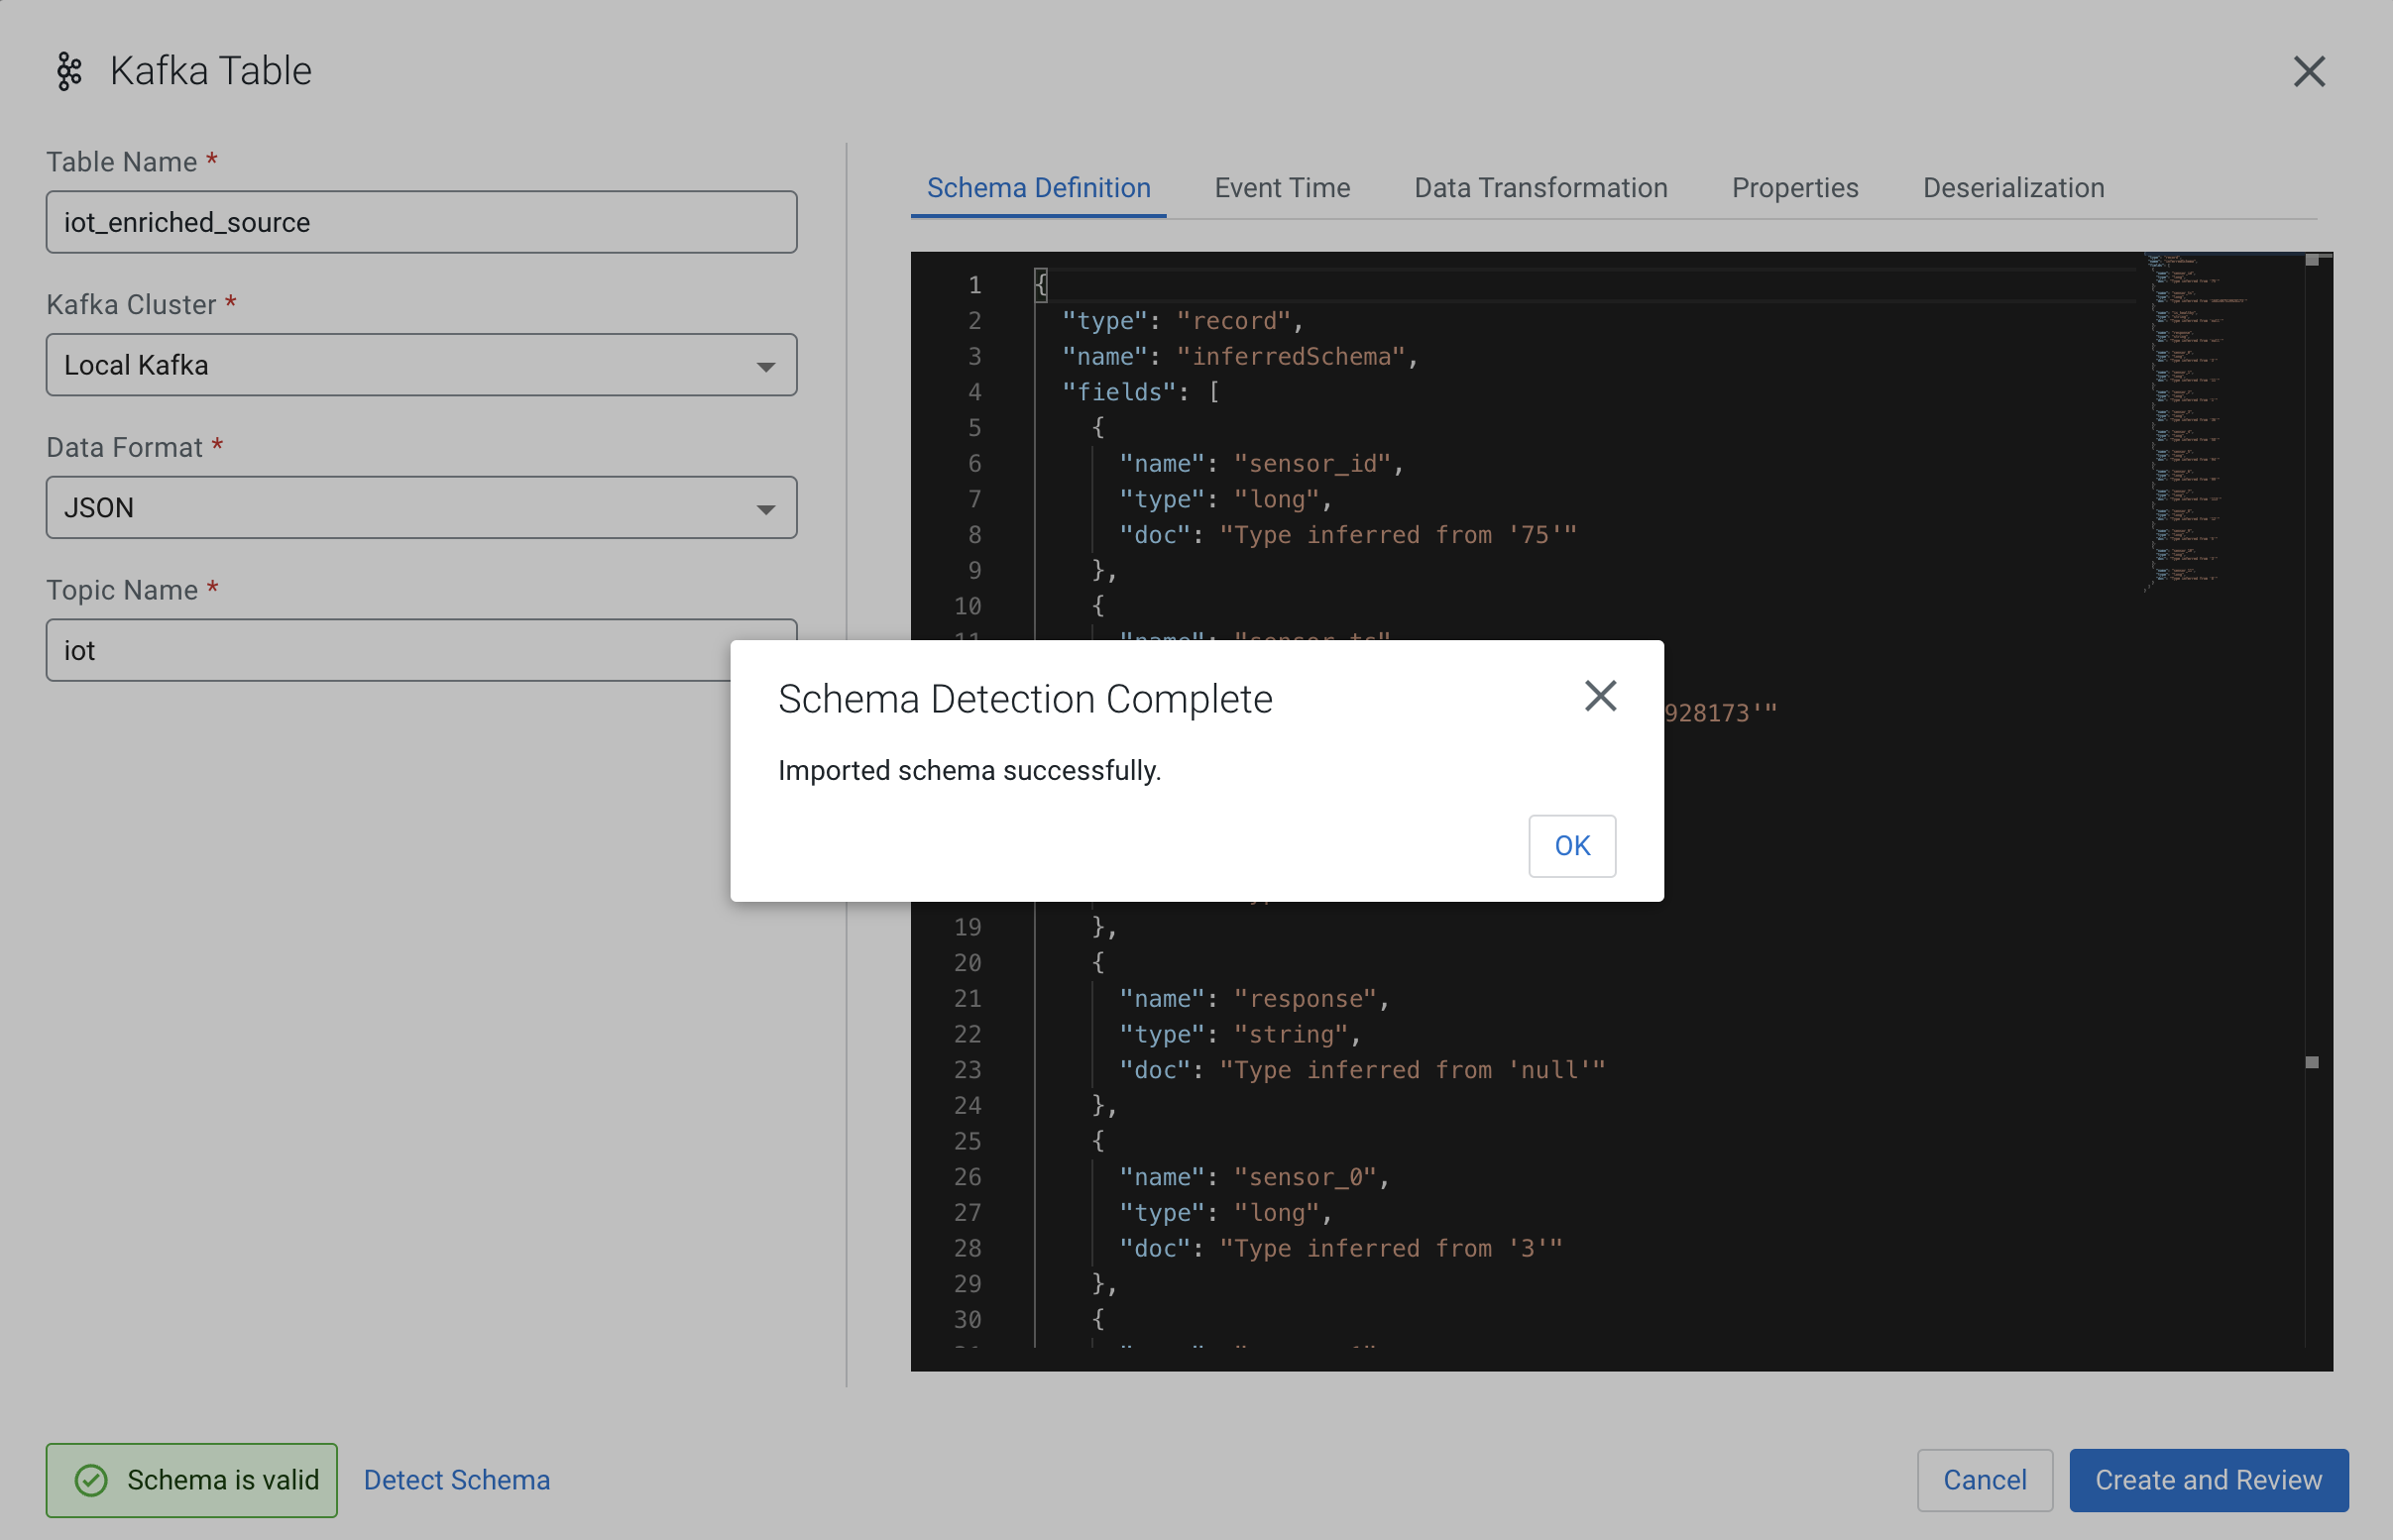 Kafka Table
Table Name *
iot_enriched_source
Kafka Cluster *
Local Kafka
Data Format *
JSON
Topic Name *
iot
Schema Definition
Event Time
Data Transformation
Properties
Deserialization
1 {
2 "type": "record",
3 "name": "inferredSchema",
4 "fields": [
5 {
6 "name": "sensor_id",
7 "type": "long",
8 "doc": "Type inferred from '75'"
9 },
10 {
11 "name": "sensor_ts",
928173'"
Schema Detection Complete
Imported schema successfully.
OK
19 },
20 {
21 "name": "response",
22 "type": "string",
23 "doc": "Type inferred from 'null'"
24 },
25 {
26 "name": "sensor_0",
27 "type": "long",
28 "doc": "Type inferred from '3'"
29 },
30 {
Schema is valid
Detect Schema
Cancel
Create and Review